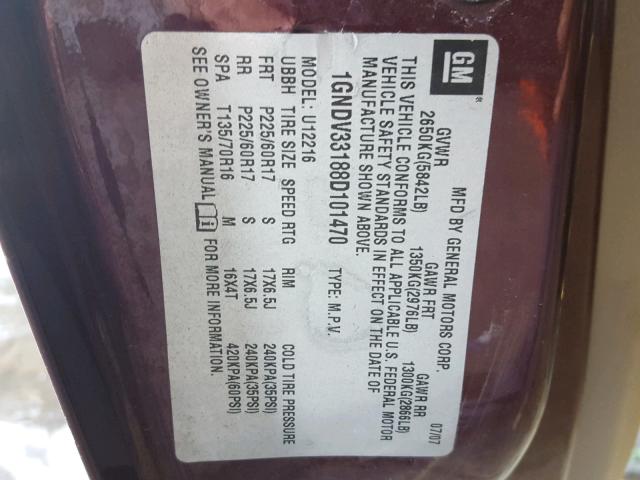 GM
MFD BY GENERAL MOTORS CORP. 07/07
GVWR GAWR FRT GAWR RR
2650KG(5842LB) 1350KG(2976LB) 1300KG(2866LB)
THIS VEHICLE CONFORMS TO ALL APPLICABLE U.S. FEDERAL MOTOR
VEHICLE SAFETY STANDARDS IN EFFECT ON THE DATE OF
MANUFACTURE SHOWN ABOVE.
1GNDV33188D101470 TYPE: M.P.V.
MODEL: U12216
UBBH TIRE SIZE SPEED RTG RIM COLD TIRE PRESSURE
FRT P225/60R17 S 17X6.5J 240KPA(35PSI)
RR P225/60R17 S 17X6.5J 240KPA(35PSI)
SPA T135/70R16 M 16X4T 420KPA(60PSI)
SEE OWNER'S MANUAL FOR MORE INFORMATION.